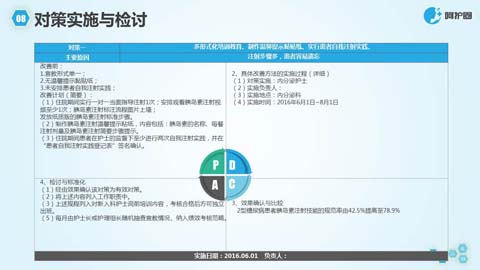 08
对策实施与检讨
呵护圈
对策一
多形式化培训教育、制作温馨提示黏贴纸、实行患者自我注射实践。
主要原因
注射步骤多，患者容易遗忘
改善前：
1.宣教形式单一；
2.无温馨提示黏贴纸；
3.未安排患者自我注射实践；
改善计划（简要）：
（1）住院期间实行一对一当面指导注射1次；安排观看胰岛素注射视
频至少1次；胰岛素注射标注流程图片上墙；
发放纸质版的胰岛素注射标准步骤。
（2）制作胰岛素注射温馨提示贴纸，内容包括：胰岛素的名称、每餐
注射剂量及胰岛素注射简要步骤提示。
（3）住院期间患者在护士的监督下至少进行两次自我注射实践，并在
“患者自我注射实践登记表”签名确认。
2、具体改善方法的实施过程（详细）
（1）对策实施：内分泌护士
（2）实施负责人：
（3）实施地点：内分泌科
（4）实施时间：2016年6月1日~8月1日
P
D
A
C
4、检讨与标准化
（1）经由效果确认该对策为有效对策。
（2）将上述内容列入工作职责中。
（3）上述规程列入对新入科护士岗前培训内容，考核合格后方可独立
出班。
（5）每月由护士长或护理组长随机抽查宣教情况，纳入绩效考核范畴。
3、效果确认与比较
2型糖尿病患者胰岛素注射技能的规范率由42.5%提高至78.9%
实施日期：2016.06.01 负责人：